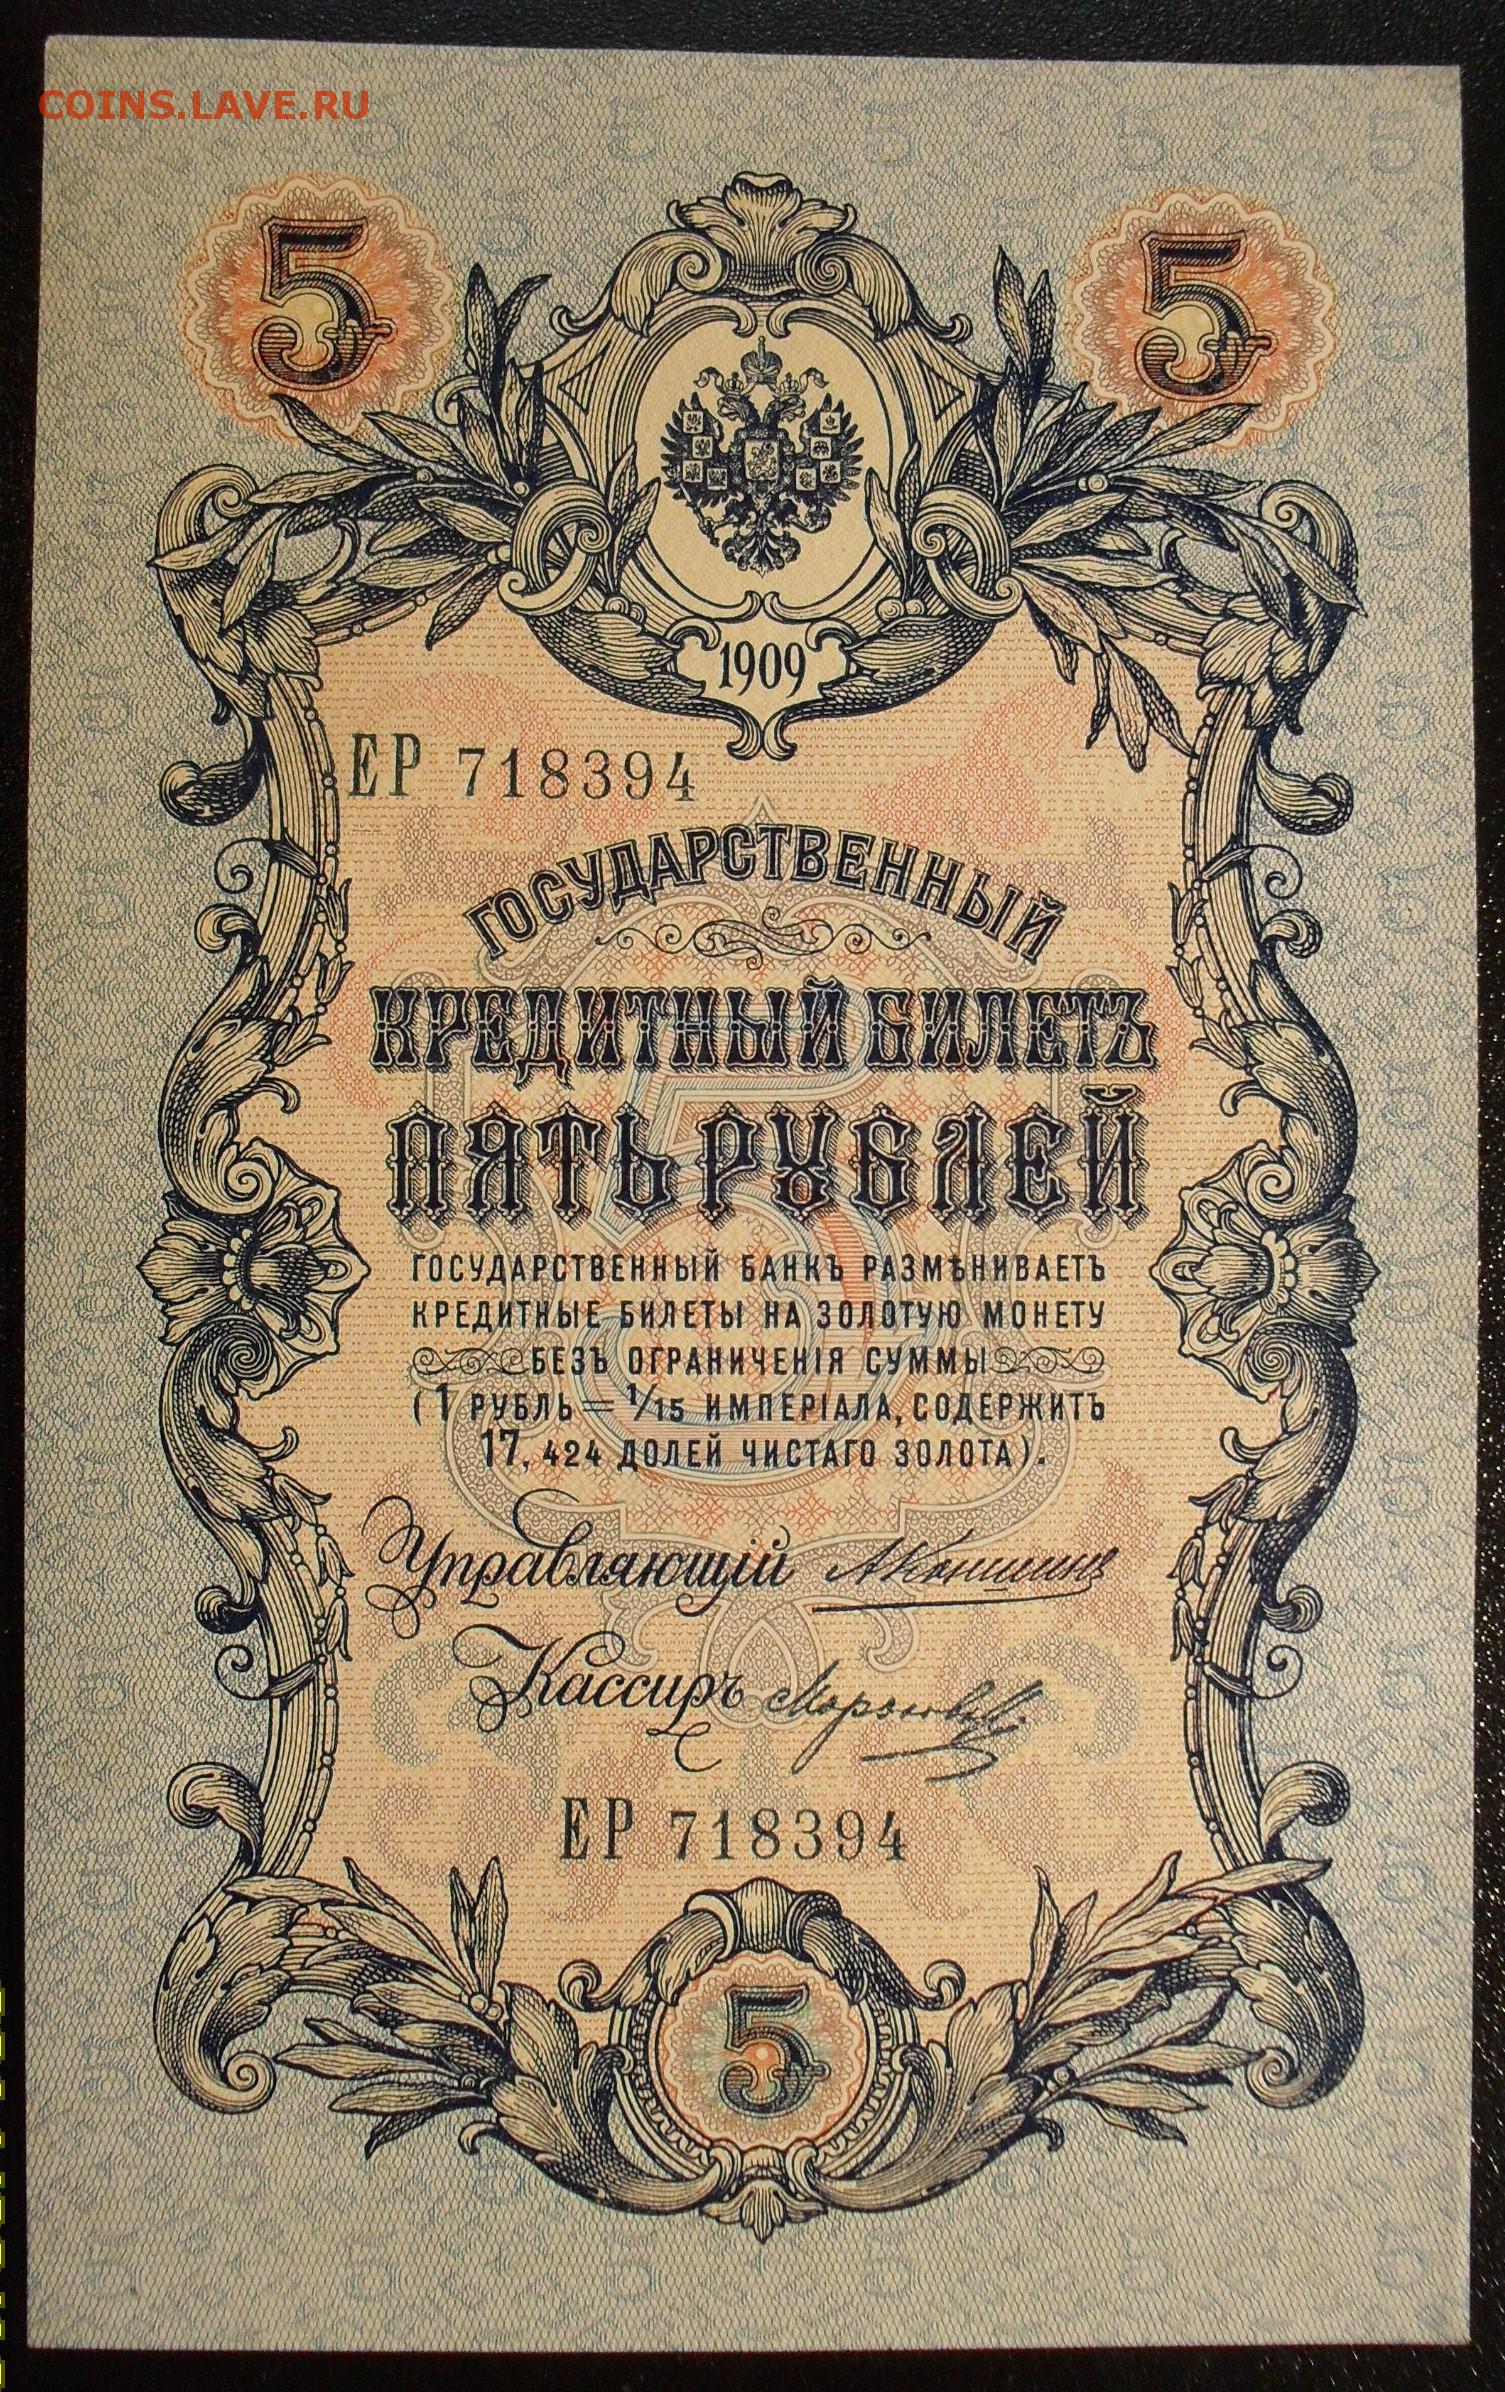 COINS.LAVE.RU
5 5
1909
ЕР 718394
ГОСУДАРСТВЕННЫЙ
КРЕДИТНЫЙ БИЛЕТЪ
ПЯТЬ РУБЛЕЙ
ГОСУДАРСТВЕННЫЙ БАНКЪ РАЗМѢНИВАЕТЪ
КРЕДИТНЫЕ БИЛЕТЫ НА ЗОЛОТУЮ МОНЕТУ
БЕЗЪ ОГРАНИЧЕНІЯ СУММЫ
(1 РУБЛЬ = 1/15 ИМПЕРІАЛА, СОДЕРЖИТЪ
17,424 ДОЛЕЙ ЧИСТАГО ЗОЛОТА).
Управляющій АКоншинъ
Кассиръ
ЕР 718394
5